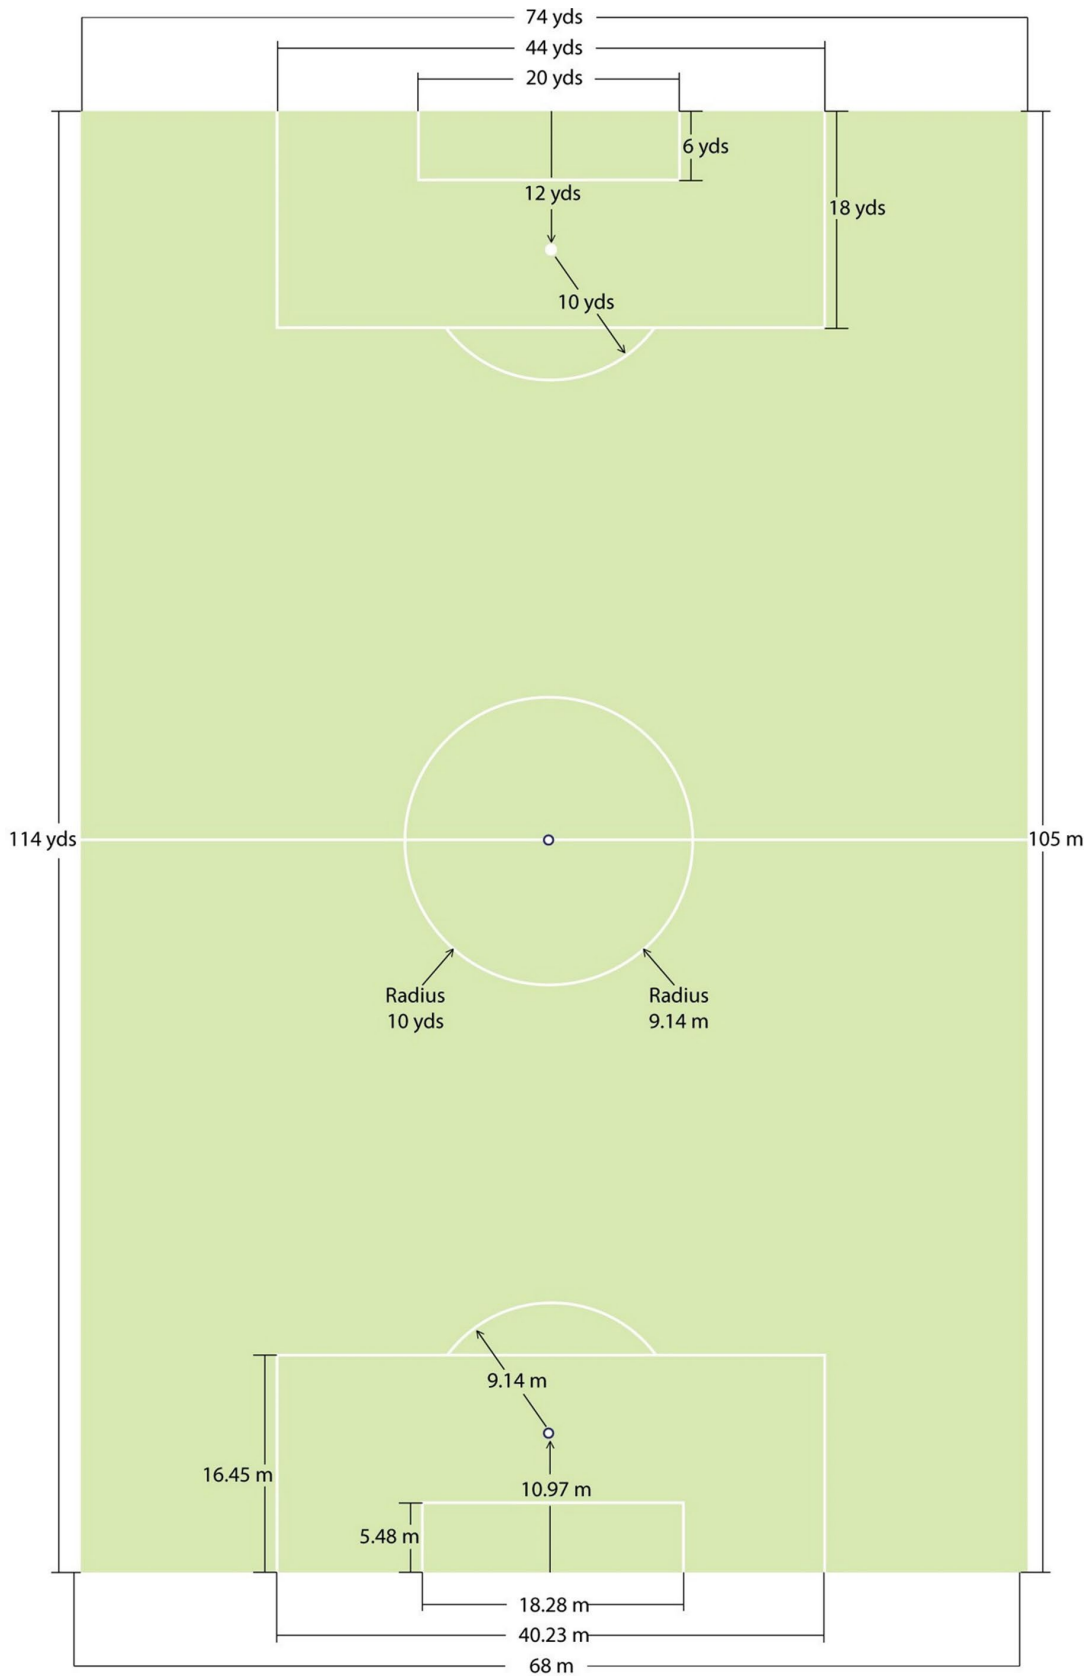 74 yds
44 yds
20 yds
6 yds
12 yds
18 yds
10 yds
114 yds
105 m
Radius
10 yds
Radius
9.14 m
9.14 m
16.45 m
10.97 m
5.48 m
18.28 m
40.23 m
68 m